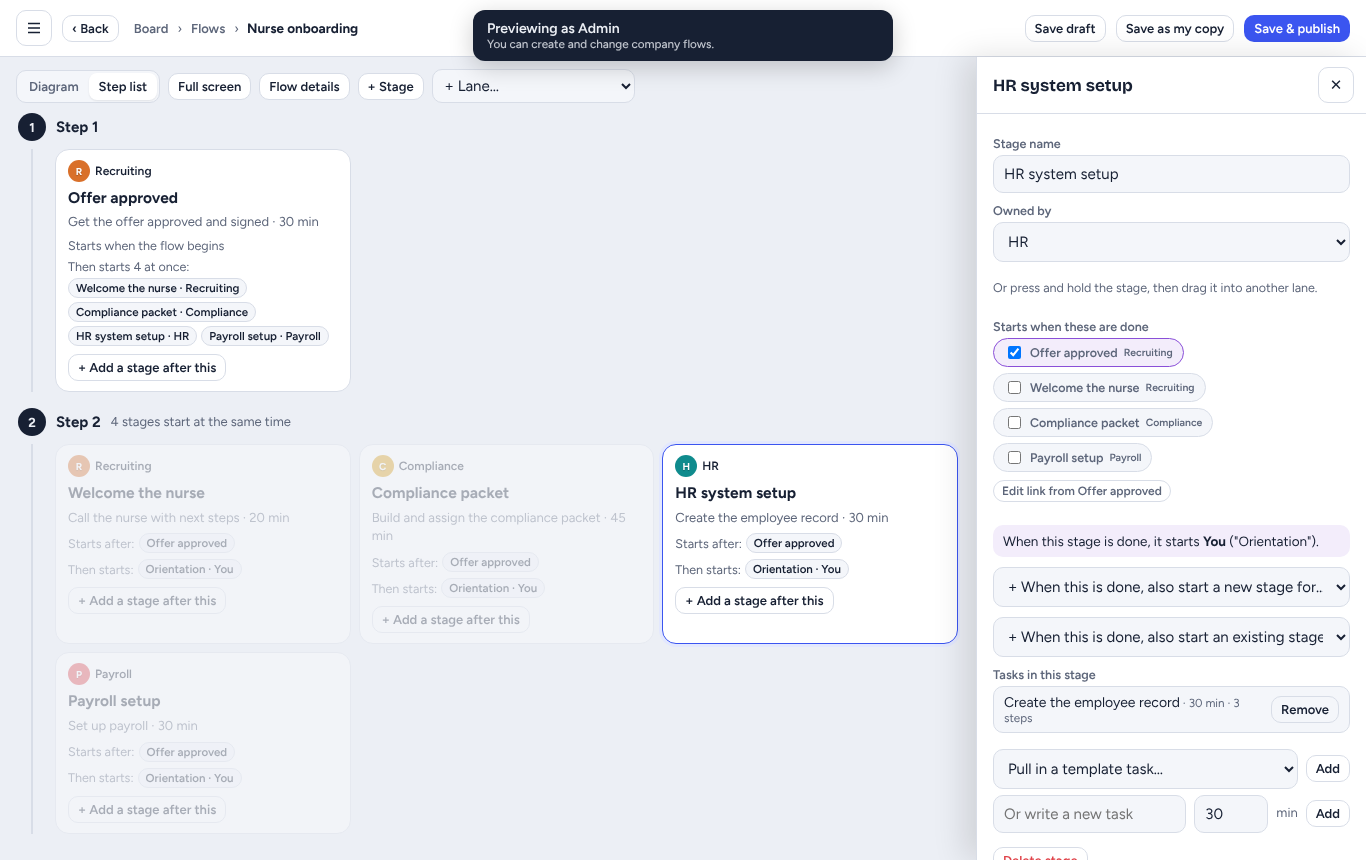 ‹ Back
Board › Flows › Nurse onboarding
Previewing as Admin
You can create and change company flows.
Save draft
Save as my copy
Save & publish
Diagram
Step list
Full screen
Flow details
+ Stage
+ Lane...
1 Step 1
R Recruiting
Offer approved
Get the offer approved and signed · 30 min
Starts when the flow begins
Then starts 4 at once:
Welcome the nurse · Recruiting
Compliance packet · Compliance
HR system setup · HR
Payroll setup · Payroll
+ Add a stage after this
2 Step 2 4 stages start at the same time
R Recruiting
Welcome the nurse
Call the nurse with next steps · 20 min
Starts after: Offer approved
Then starts: Orientation · You
+ Add a stage after this
C Compliance
Compliance packet
Build and assign the compliance packet · 45
min
Starts after: Offer approved
Then starts: Orientation · You
+ Add a stage after this
H HR
HR system setup
Create the employee record · 30 min
Starts after: Offer approved
Then starts: Orientation · You
+ Add a stage after this
P Payroll
Payroll setup
Set up payroll · 30 min
Starts after: Offer approved
Then starts: Orientation · You
+ Add a stage after this
HR system setup
Stage name
HR system setup
Owned by
HR
Or press and hold the stage, then drag it into another lane.
Starts when these are done
Offer approved Recruiting
Welcome the nurse Recruiting
Compliance packet Compliance
Payroll setup Payroll
Edit link from Offer approved
When this stage is done, it starts You ("Orientation").
+ When this is done, also start a new stage for..
+ When this is done, also start an existing stage
Tasks in this stage
Create the employee record · 30 min · 3
steps
Remove
Pull in a template task...
Add
Or write a new task
30
min
Add
Delete stage